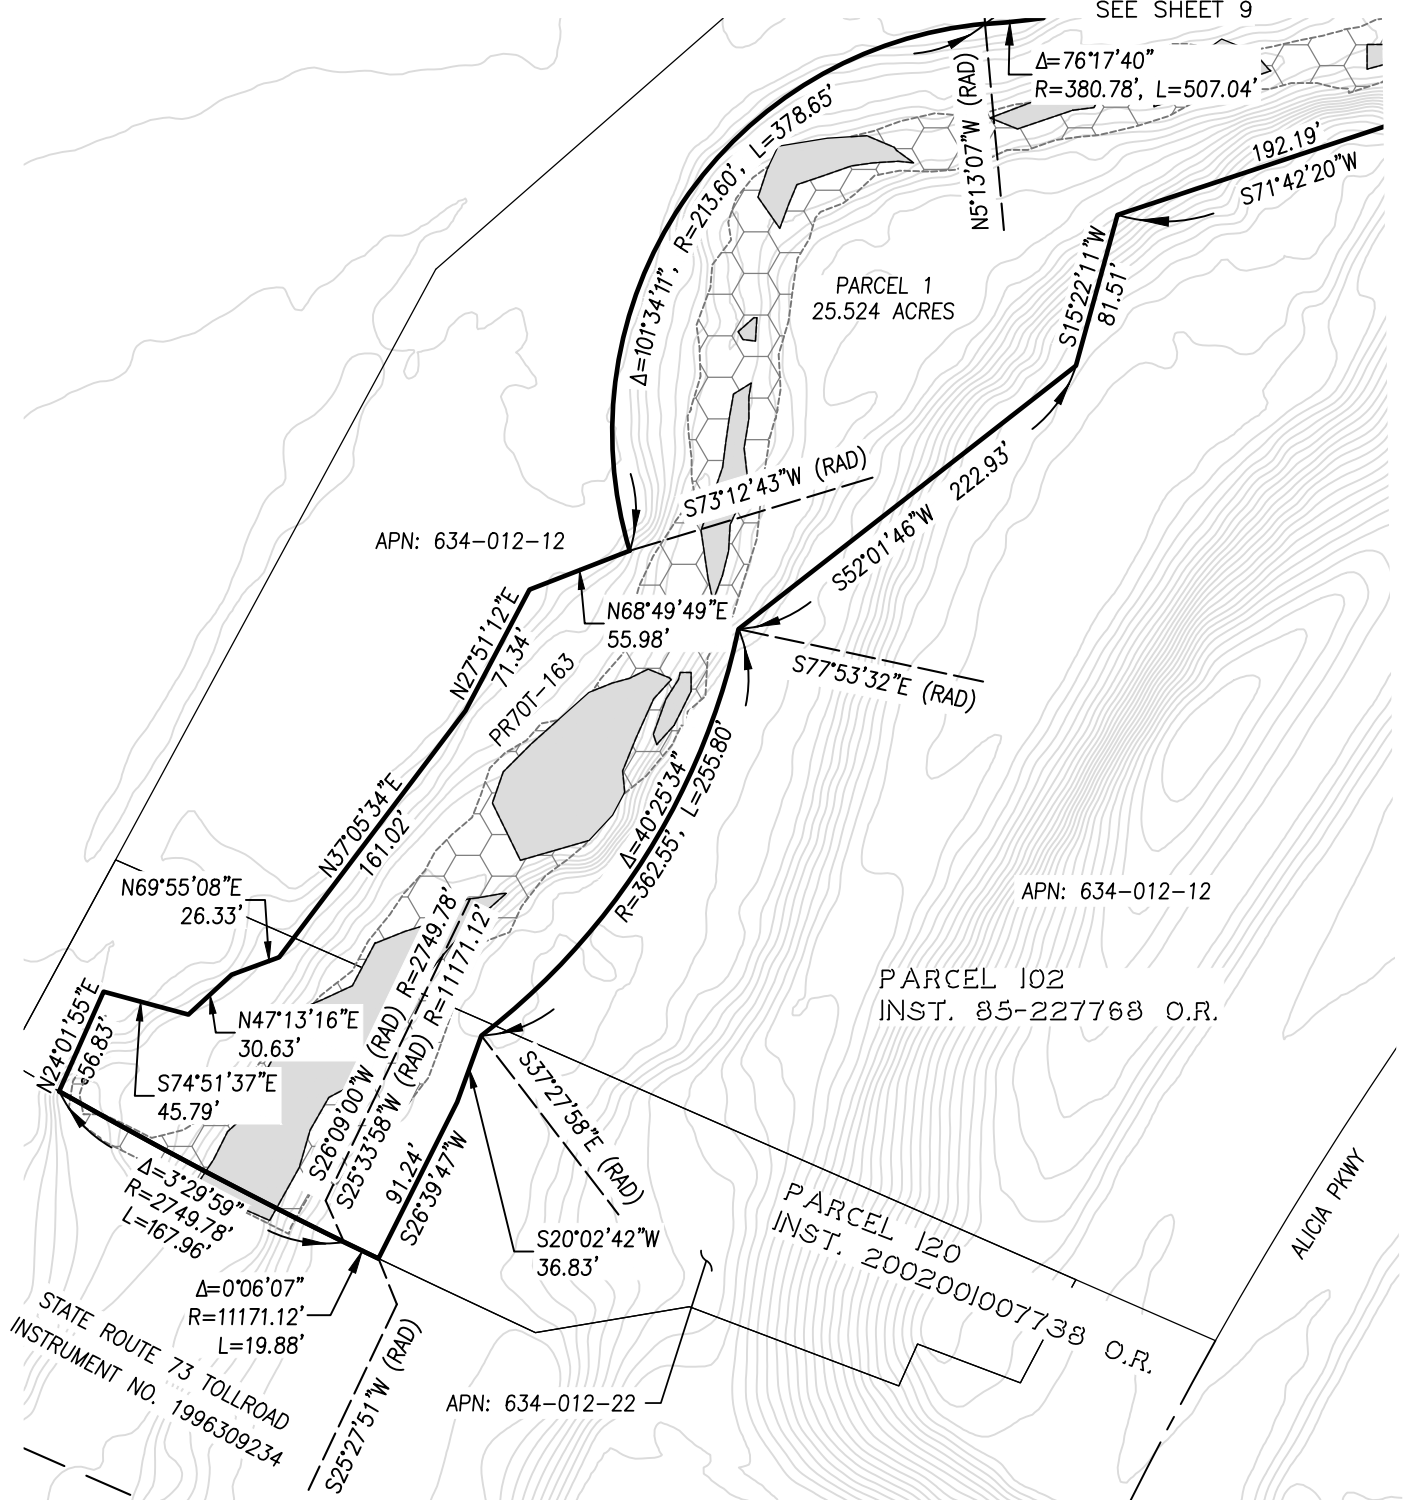 SEE SHEET 9
Δ=76°17'40"
R=380.78', L=507.04'
N5°13'07"W (RAD)
192.19'
S71°42'20"W
Δ=101°34'11", R=213.60', L=378.65'
S15°22'11"W
81.51'
PARCEL 1
25.524 ACRES
S73°12'43"W (RAD)
S52°01'46"W 222.93'
APN: 634-012-12
N68°49'49"E
55.98'
N27°51'12"E
71.34'
PR70T-163
S77°53'32"E (RAD)
Δ=40°25'34"
R=362.55', L=255.80'
N37°05'34"E
161.02'
N69°55'08"E
26.33'
APN: 634-012-12
PARCEL 102
INST. 85-227768 O.R.
N24°01'55"E
56.83'
N47°13'16"E
30.63'
S74°51'37"E
45.79'
S26°09'00"W (RAD) R=2749.78'
S25°33'58"W (RAD) R=11171.12'
S37°27'58"E (RAD)
91.24'
S26°39'47"W
S20°02'42"W
36.83'
Δ=3°29'59"
R=2749.78'
L=167.96'
Δ=0°06'07"
R=11171.12'
L=19.88'
PARCEL 120
INST. 2002001007738 O.R.
ALICIA PKWY
STATE ROUTE 73 TOLLROAD
INSTRUMENT NO. 1996309234
S25°27'51"W (RAD)
APN: 634-012-22